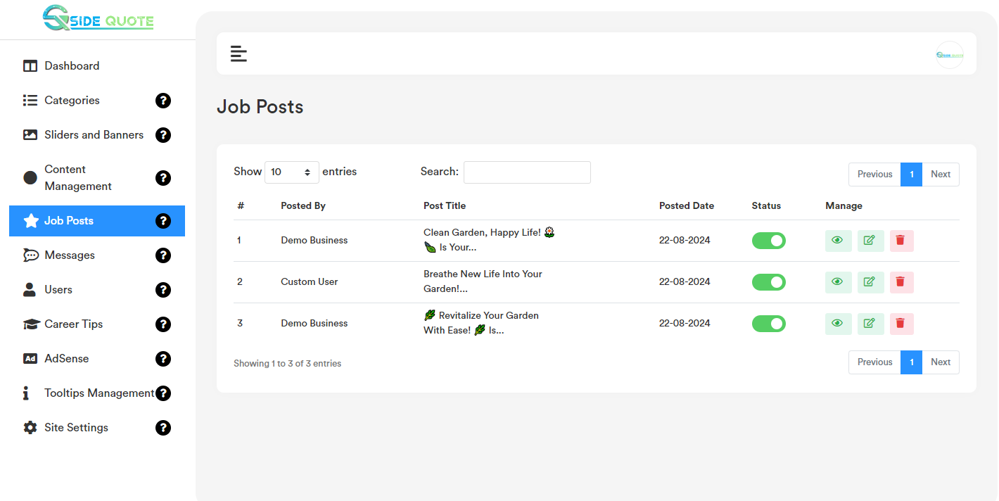 SIDE QUOTE
Dashboard
Categories
?
Sliders and Banners
?
Content
Management
?
Job Posts
?
Messages
?
Users
?
Career Tips
?
Ad
AdSense
?
Tooltips Management
?
Site Settings
?
SIDE QUOTE
Job Posts
Show 10 entries
Search:
Previous 1 Next
# Posted By Post Title Posted Date Status Manage
1 Demo Business Clean Garden, Happy Life! 🌼
🍃 Is Your... 22-08-2024
2 Custom User Breathe New Life Into Your
Garden!... 22-08-2024
3 Demo Business 🌿 Revitalize Your Garden
With Ease! 🌿 Is... 22-08-2024
Showing 1 to 3 of 3 entries
Previous 1 Next